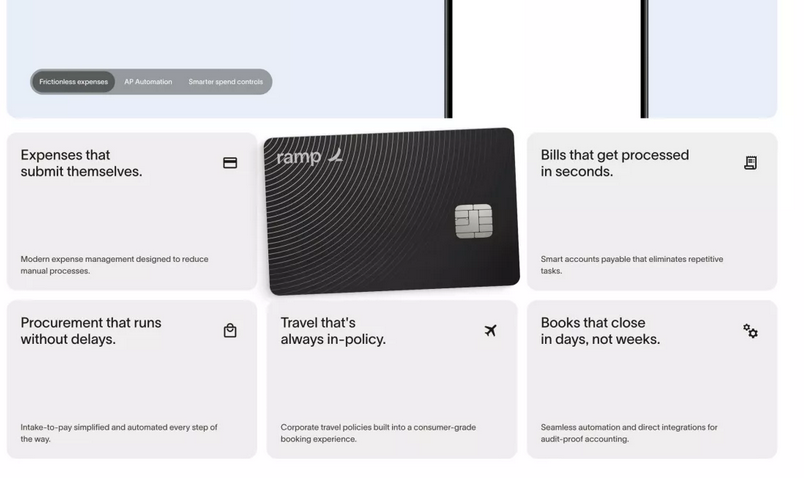 Frictionless expenses
AP Automation
Smarter spend controls
Expenses that
submit themselves.
Modern expense management designed to reduce
manual processes.
ramp
Bills that get processed
in seconds.
Smart accounts payable that eliminates repetitive
tasks.
Procurement that runs
without delays.
Intake-to-pay simplified and automated every step of
the way.
Travel that's
always in-policy.
Corporate travel policies built into a consumer-grade
booking experience.
Books that close
in days, not weeks.
Seamless automation and direct integrations for
audit-proof accounting.